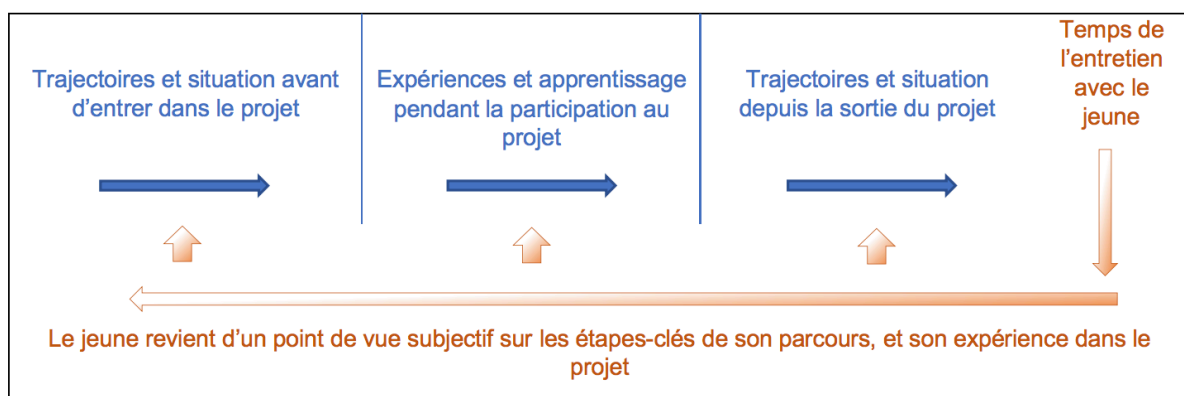 Trajectoires et situation avant
d’entrer dans le projet
Expériences et apprentissage
pendant la participation au
projet
Trajectoires et situation
depuis la sortie du projet
Temps de
l’entretien
avec le
jeune
Le jeune revient d’un point de vue subjectif sur les étapes-clés de son parcours, et son expérience dans le
projet